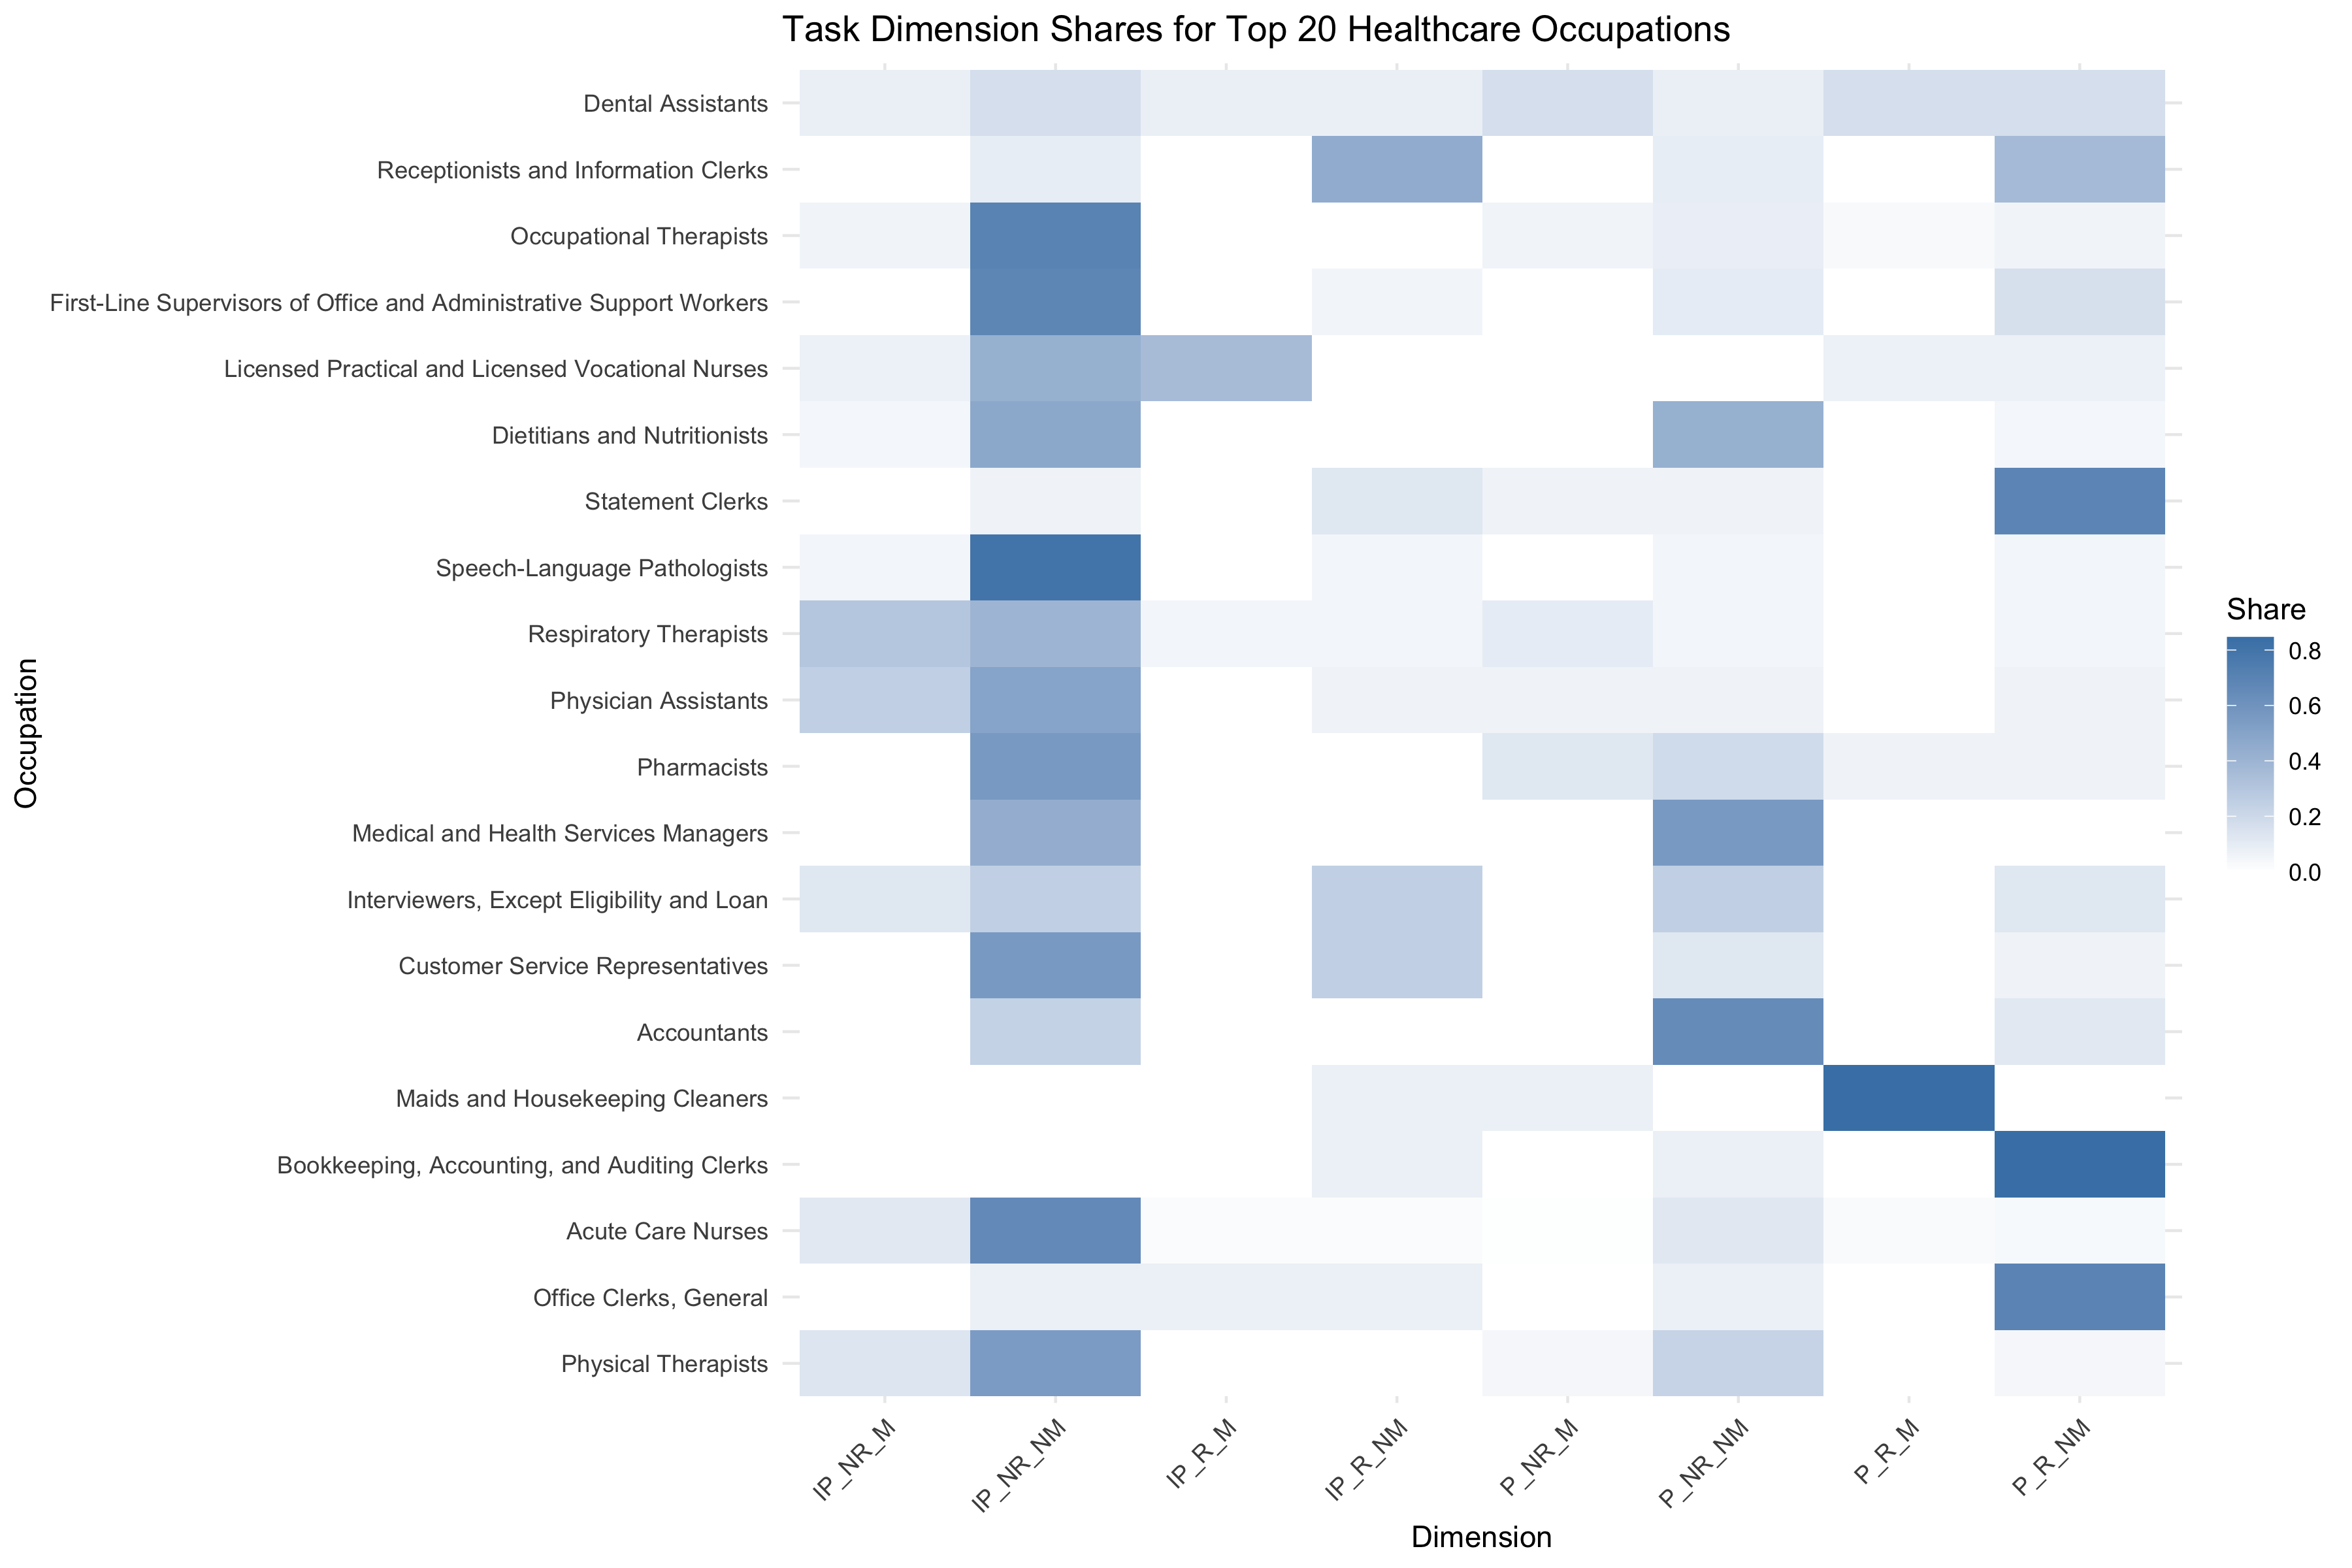 Task Dimension Shares for Top 20 Healthcare Occupations
Dental Assistants
Receptionists and Information Clerks
Occupational Therapists
First-Line Supervisors of Office and Administrative Support Workers
Licensed Practical and Licensed Vocational Nurses
Dietitians and Nutritionists
Statement Clerks
Speech-Language Pathologists
Respiratory Therapists
Physician Assistants
Pharmacists
Medical and Health Services Managers
Interviewers, Except Eligibility and Loan
Customer Service Representatives
Accountants
Maids and Housekeeping Cleaners
Bookkeeping, Accounting, and Auditing Clerks
Acute Care Nurses
Office Clerks, General
Physical Therapists
Occupation
IP_NR_M
IP_NR_NM
IP_R_M
IP_R_NM
P_NR_M
P_NR_NM
P_R_M
P_R_NM
Dimension
Share
0.8
0.6
0.4
0.2
0.0